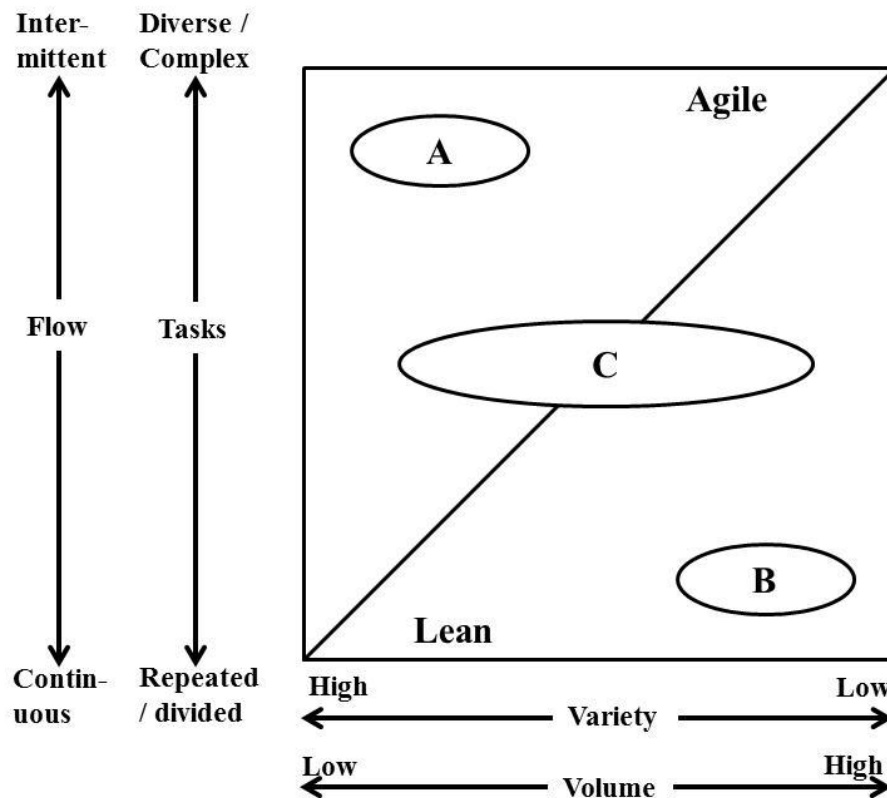 Inter-
mittent
Diverse /
Complex
Agile
A
Flow
Tasks
C
B
Lean
Contin-
uous
Repeated
/ divided
High
Low
Variety
Low
High
Volume